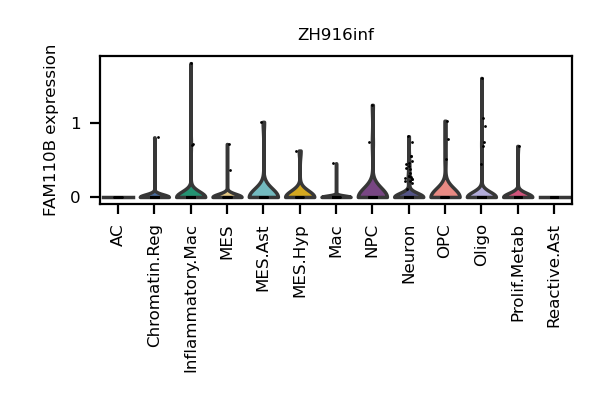 ZH916inf
FAM110B expression
1
0
AC
Chromatin.Reg
Inflammatory.Mac
MES
MES.Ast
MES.Hyp
Mac
NPC
Neuron
OPC
Oligo
Prolif.Metab
Reactive.Ast